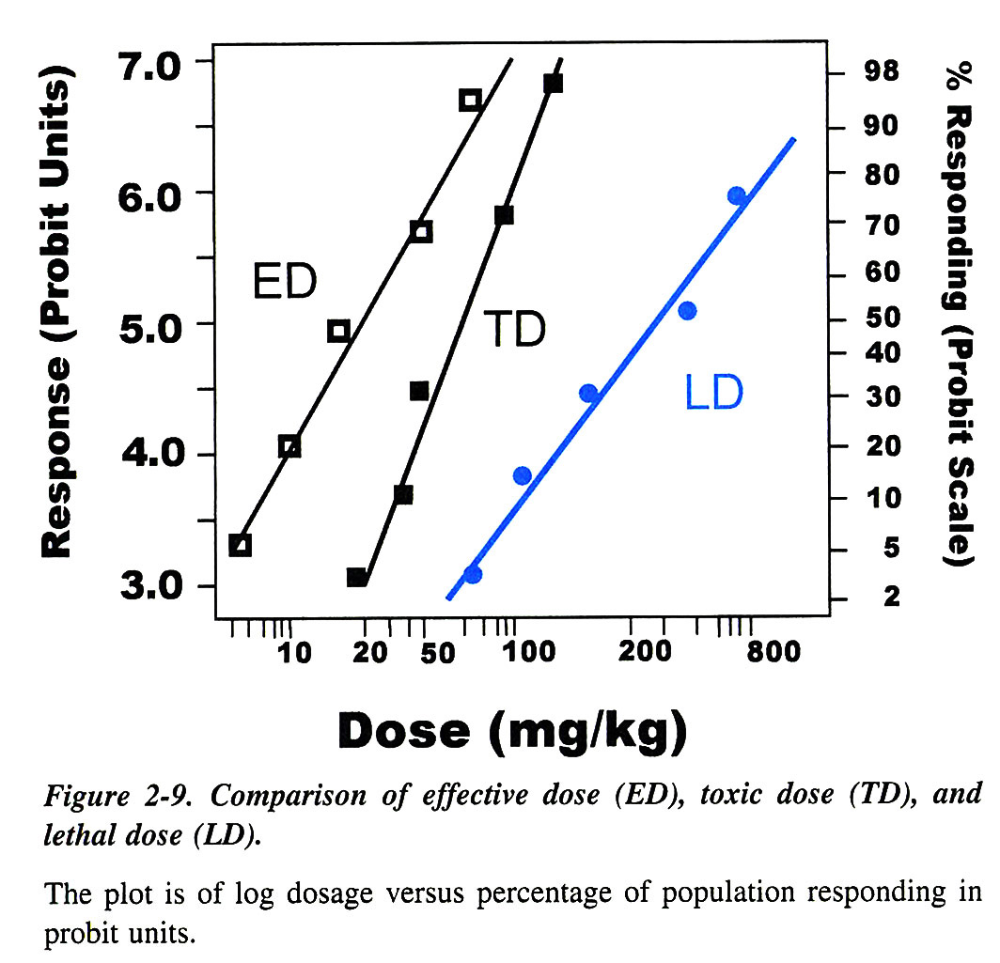 Response (Probit Units)
7.0
6.0
5.0
4.0
3.0
ED
TD
LD
98
90
80
70
60
50
40
30
20
10
5
2
% Responding (Probit Scale)
10 20 50 100 200 800
Dose (mg/kg)
Figure 2-9. Comparison of effective dose (ED), toxic dose (TD), and
lethal dose (LD).
The plot is of log dosage versus percentage of population responding in
probit units.